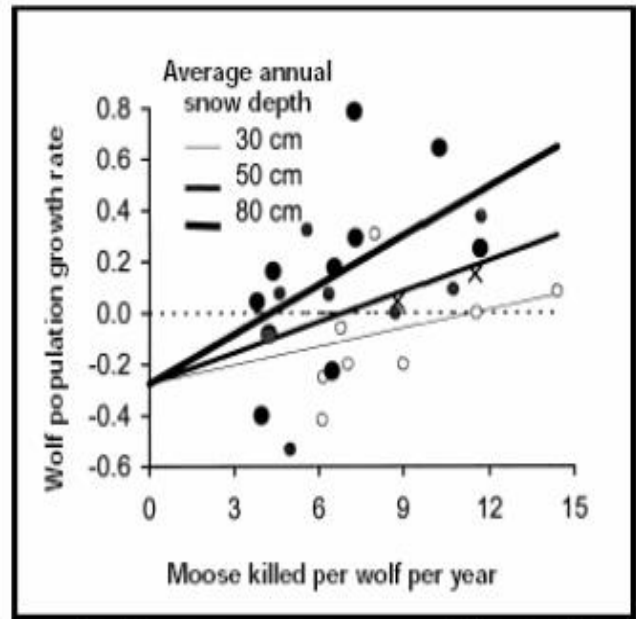 Average annual
snow depth
30 cm
50 cm
80 cm
0.8
0.6
0.4
0.2
0.0
-0.2
-0.4
-0.6
Wolf population growth rate
0 3 6 9 12 15
Moose killed per wolf per year